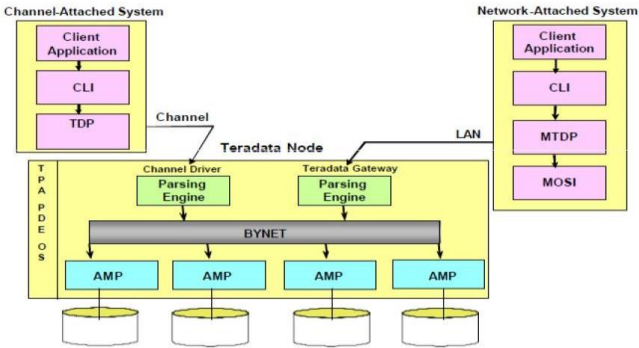 Channel-Attached System
Client
Application
CLI
TDP
Channel
Network-Attached System
Client
Application
CLI
MTDP
MOSI
LAN
Teradata Node
T
P
A
P
D
E
O
S
Channel Driver
Parsing
Engine
Teradata Gateway
Parsing
Engine
BYNET
AMP
AMP
AMP
AMP